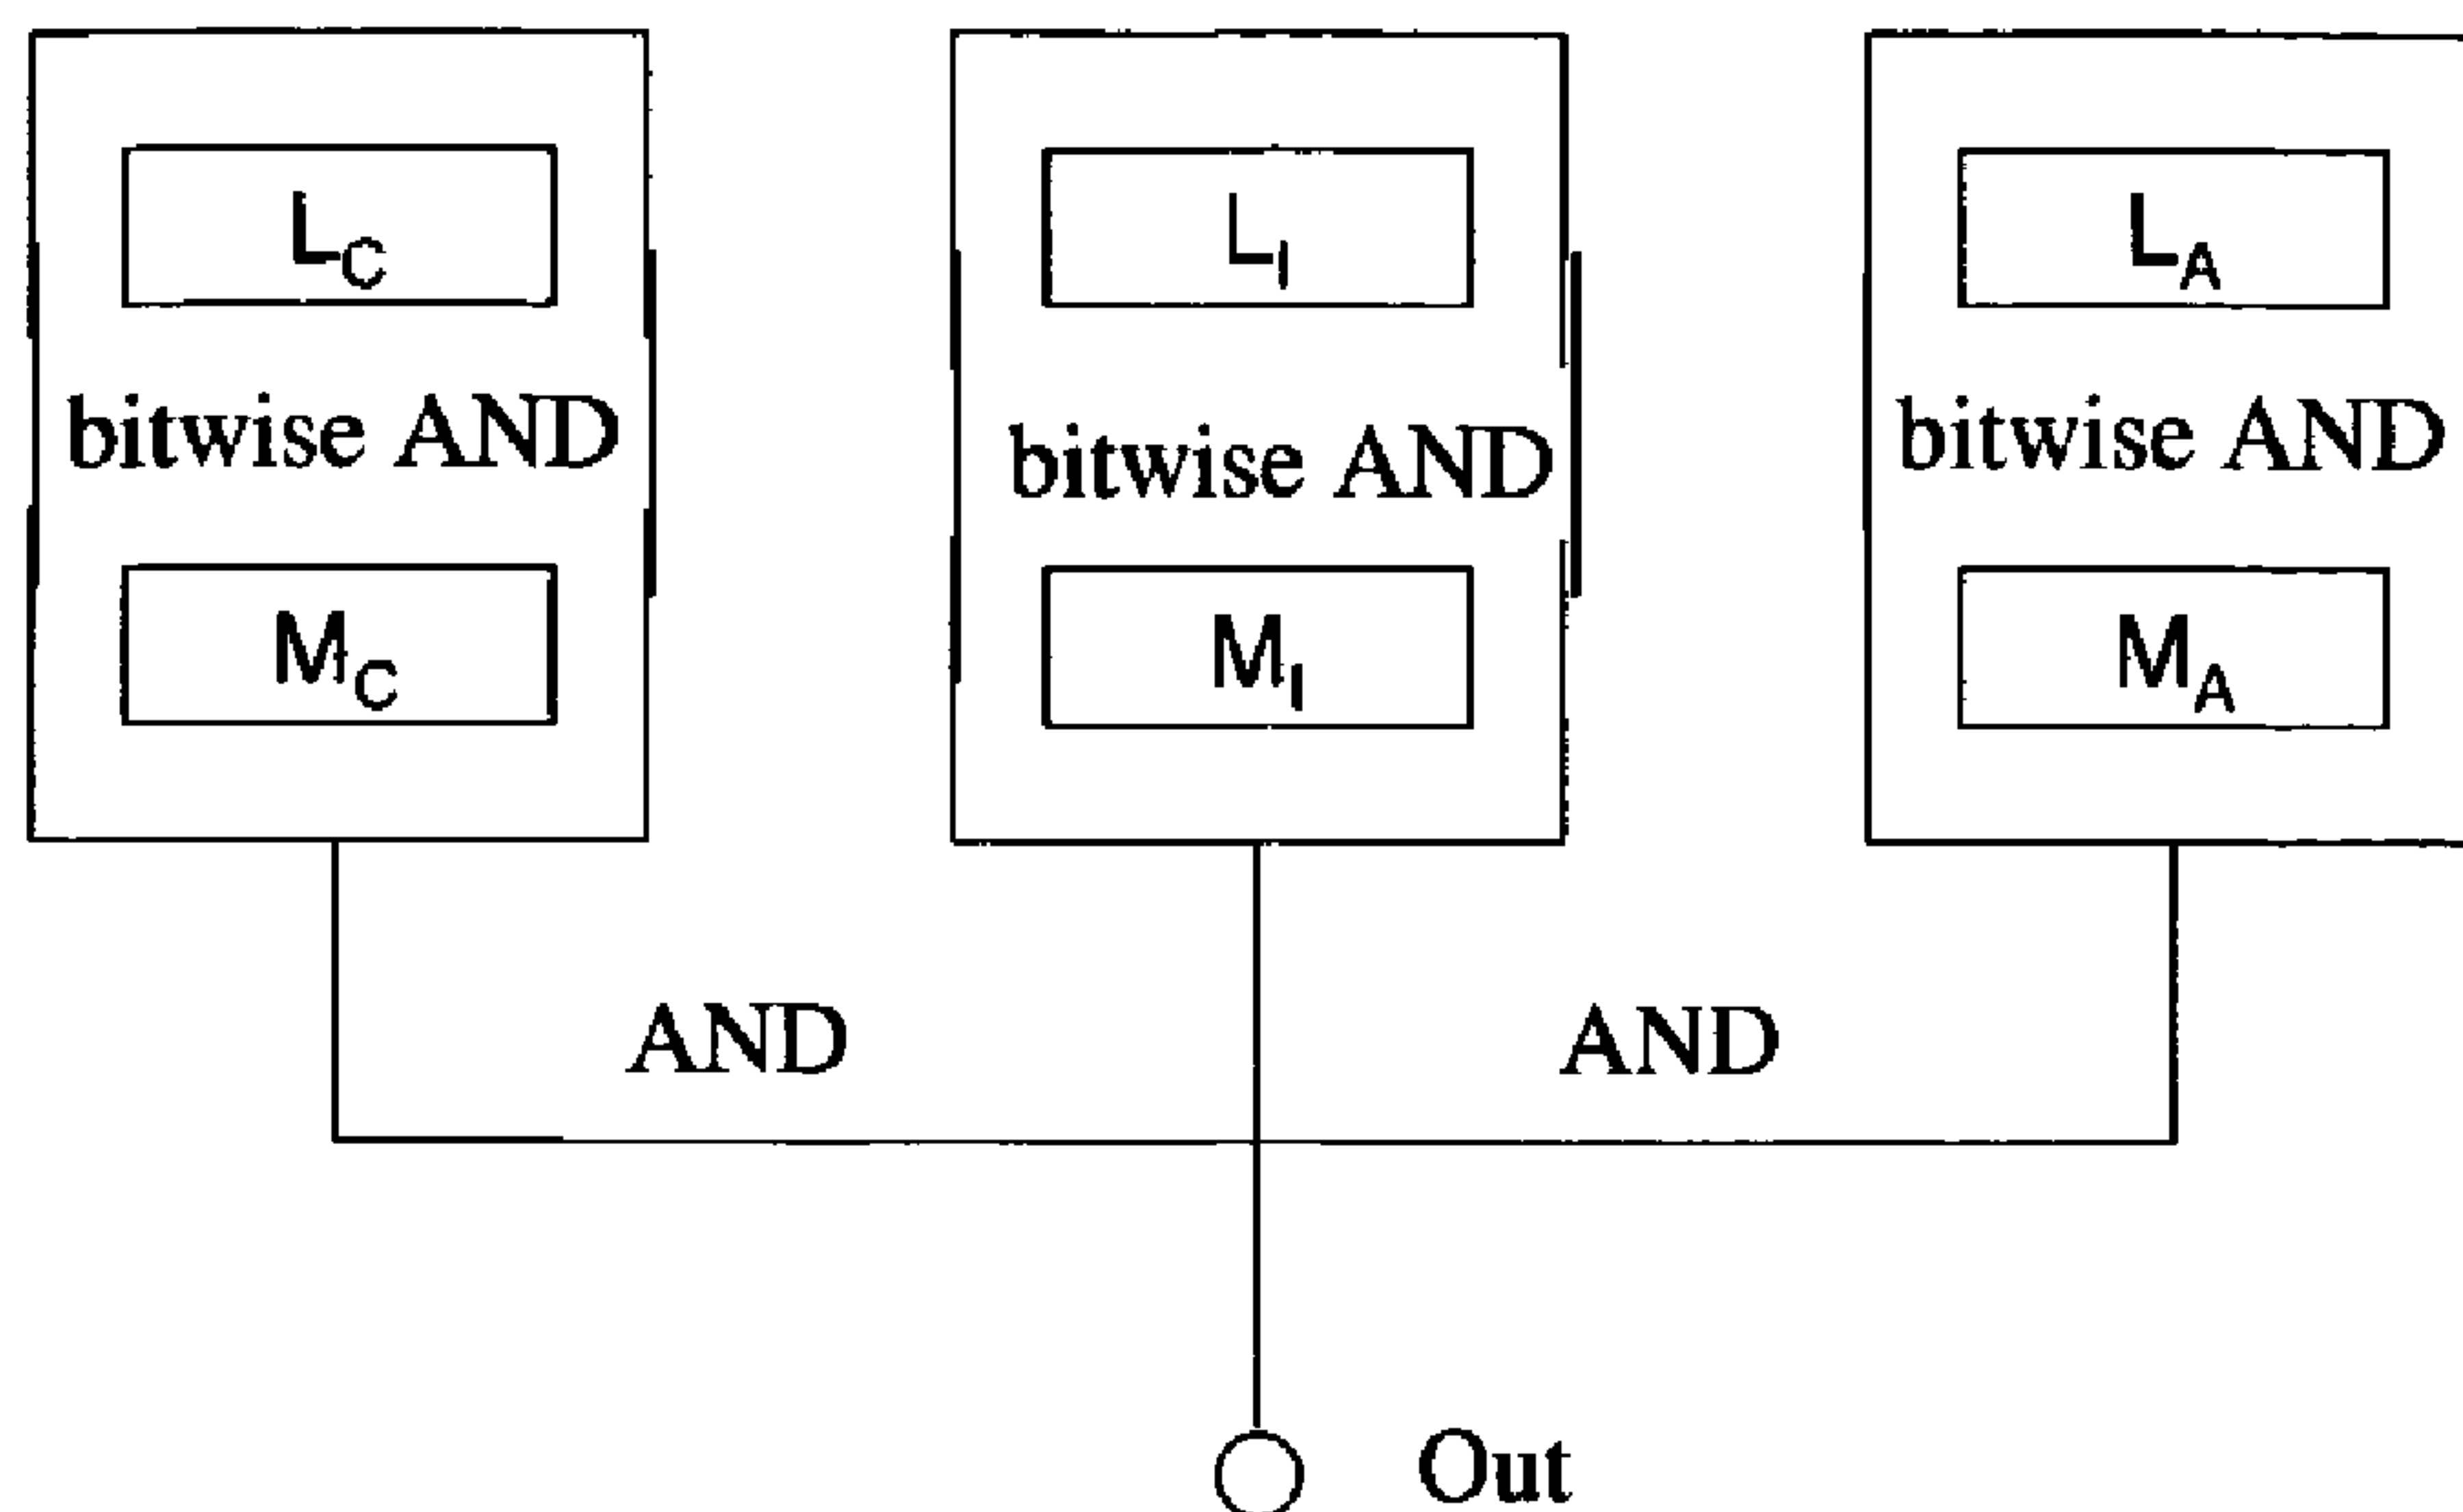 L_C L_I L_A
bitwise AND bitwise AND bitwise AND
M_C M_I M_A
AND AND
Out